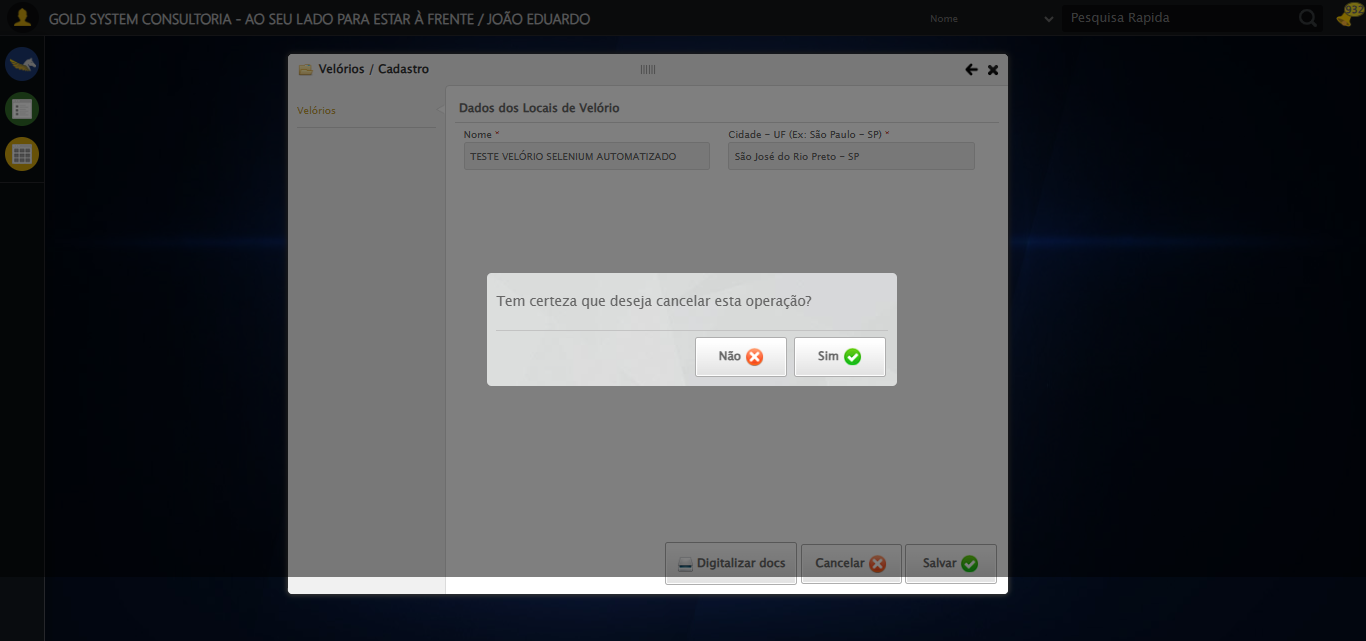 GOLD SYSTEM CONSULTORIA - AO SEU LADO PARA ESTAR À FRENTE / JOÃO EDUARDO
Nome
Pesquisa Rapida
932
Velórios / Cadastro
Velórios
Dados dos Locais de Velório
Nome *
Cidade - UF (Ex: São Paulo - SP) *
TESTE VELÓRIO SELENIUM AUTOMATIZADO
São José do Rio Preto - SP
Tem certeza que deseja cancelar esta operação?
Não
Sim
Digitalizar docs
Cancelar
Salvar